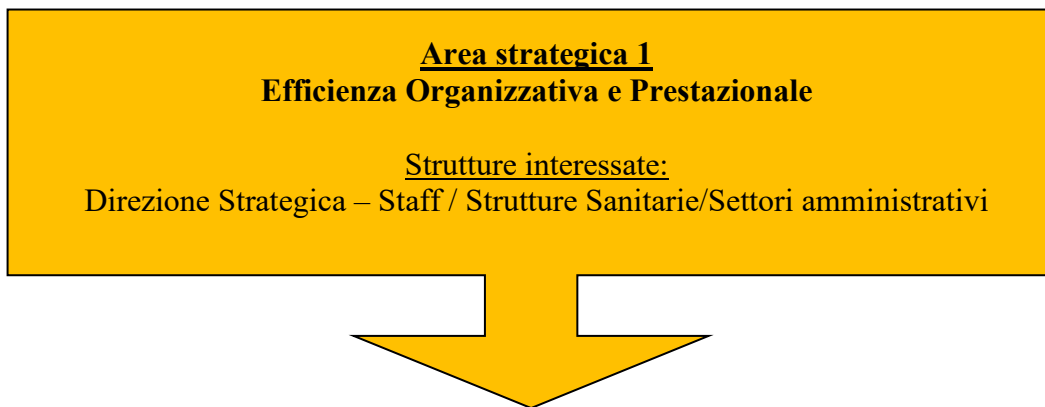 Area strategica 1
Efficienza Organizzativa e Prestazionale
Strutture interessate:
Direzione Strategica – Staff / Strutture Sanitarie/Settori amministrativi